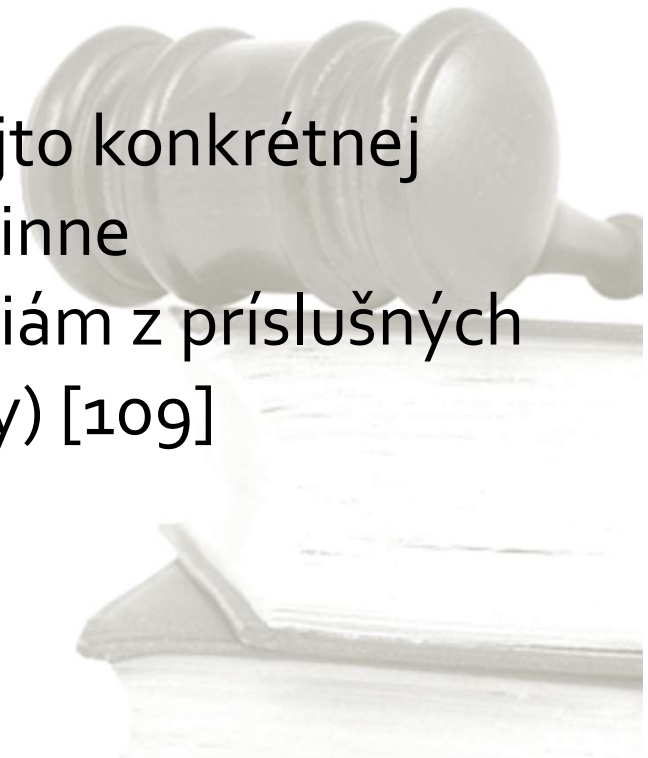 jto konkrétnej
inne
iám z príslušných
y) [109]